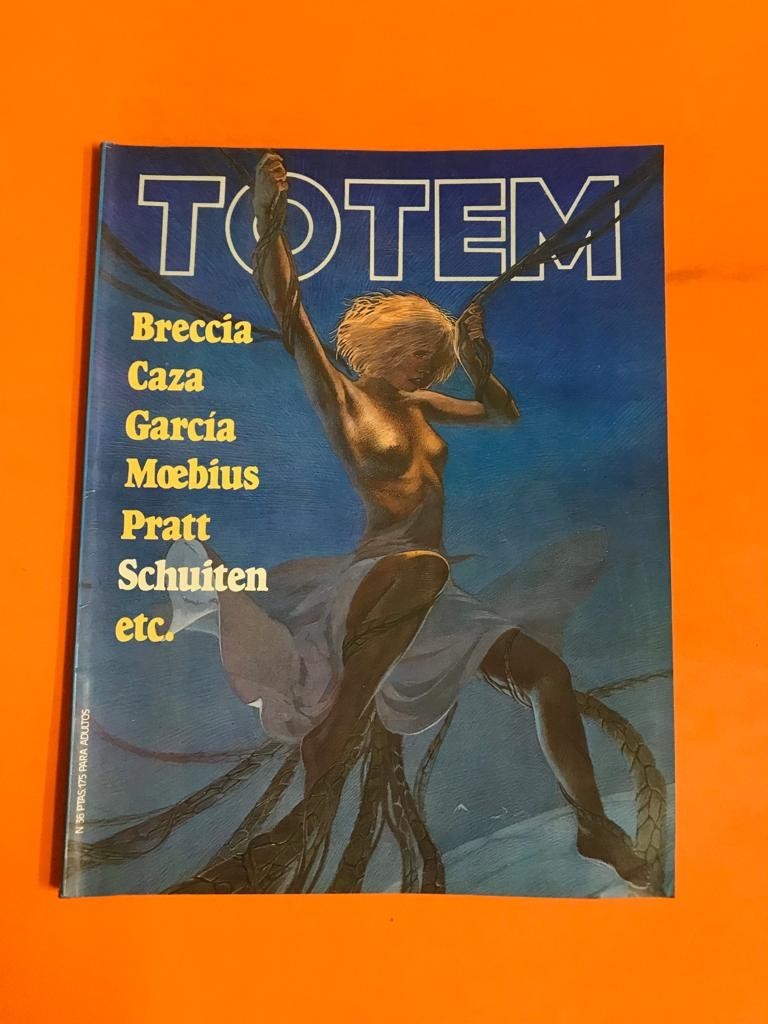 TOTEM
Breccia
Caza
García
Mœbius
Pratt
Schuiten
etc.
N 36 PTAS:175 PARA ADULTOS